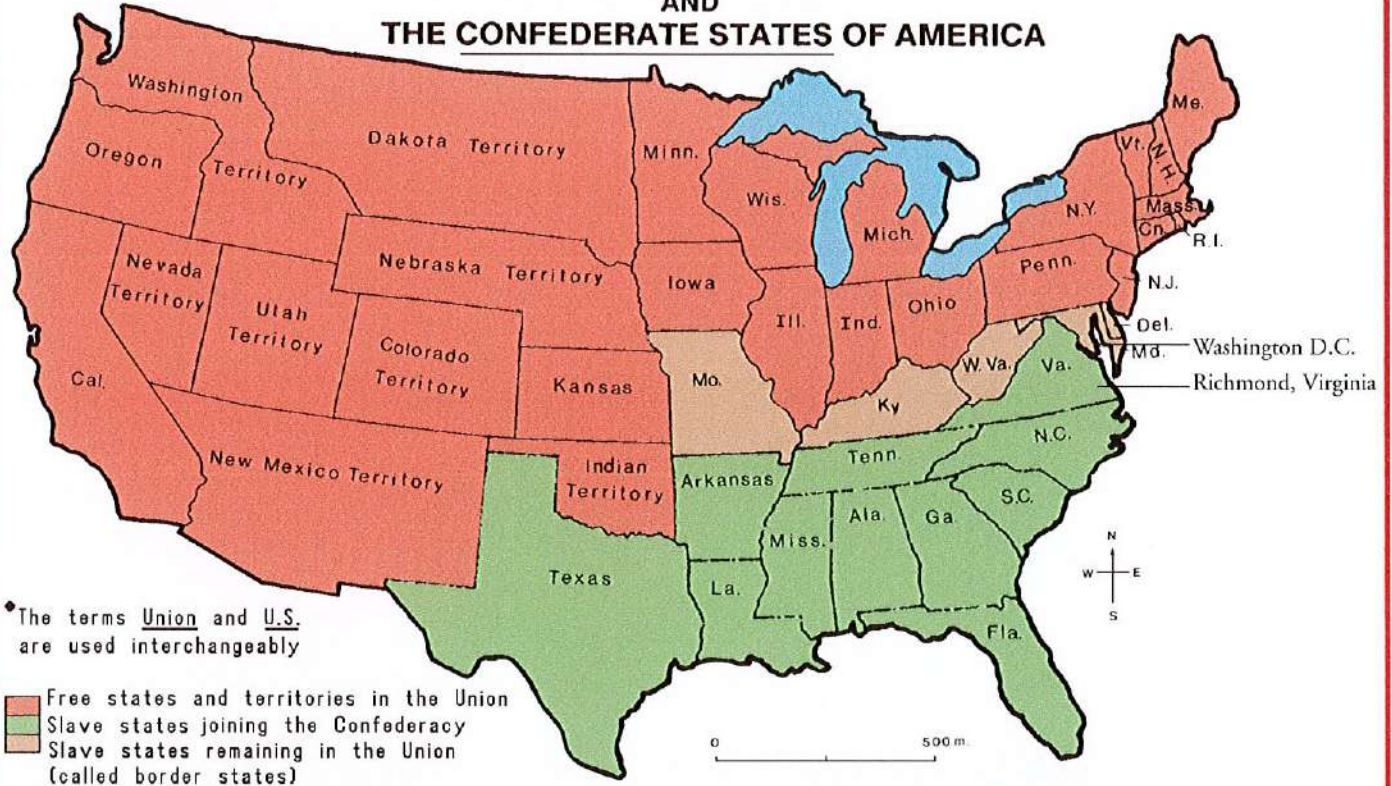 AND
THE CONFEDERATE STATES OF AMERICA
Washington
Territory
Oregon
Dakota Territory
Minn.
Wis.
Mich.
Me.
Vt.
N.H.
Mass.
Cn.
R.I.
N.Y.
Penn.
N.J.
Nevada
Territory
Utah
Territory
Nebraska Territory
Iowa
Ill.
Ind.
Ohio
Del.
Md.
Washington D.C.
Richmond, Virginia
Cal.
Colorado
Territory
Kansas
Mo.
Ky
W. Va.
Va.
New Mexico Territory
Indian
Territory
Arkansas
Tenn.
N.C.
S.C.
Texas
La.
Miss.
Ala.
Ga.
Fla.
N
W E
S
*The terms Union and U.S.
are used interchangeably
Free states and territories in the Union
Slave states joining the Confederacy
Slave states remaining in the Union
(called border states)
0 500 m.